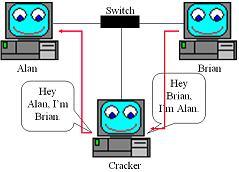 Switch
Alan
Brian
Hey
Alan, I'm
Brian.
Hey
Brian,
I'm Alan.
Cracker